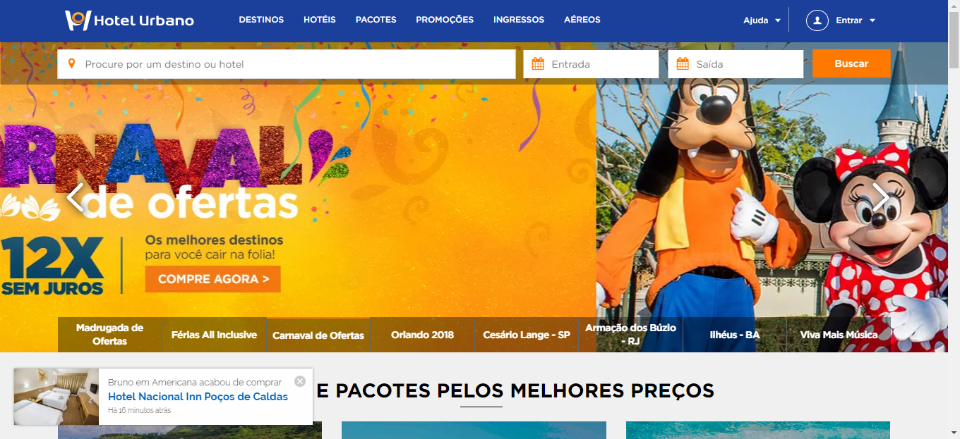 Hotel Urbano
DESTINOS HOTÉIS PACOTES PROMOÇÕES INGRESSOS AÉREOS
Ajuda
Entrar
Procure por um destino ou hotel
Entrada
Saída
Buscar
RNAVAL
de ofertas
12X
SEM JUROS
Os melhores destinos
para você cair na folia!
COMPRE AGORA >
Madrugada de
Ofertas
Férias All Inclusive
Carnaval de Ofertas
Orlando 2018
Cesário Lange - SP
Armação dos Búzio
- RJ
Ilhéus - BA
Viva Mais Música
Bruno em Americana acabou de comprar
Hotel Nacional Inn Poços de Caldas
Há 16 minutos atrás
E PACOTES PELOS MELHORES PREÇOS